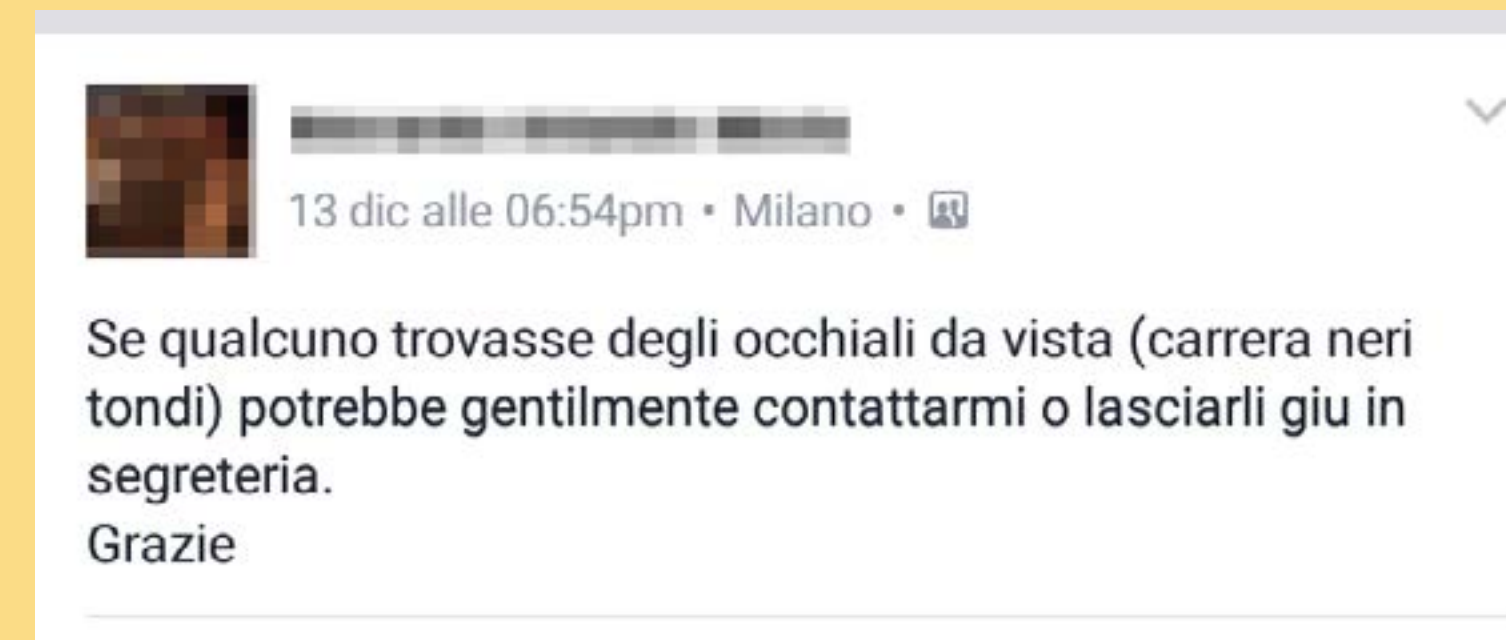 13 dic alle 06:54pm • Milano •
Se qualcuno trovasse degli occhiali da vista (carrera neri
tondi) potrebbe gentilmente contattarmi o lasciarli giu in
segreteria.
Grazie